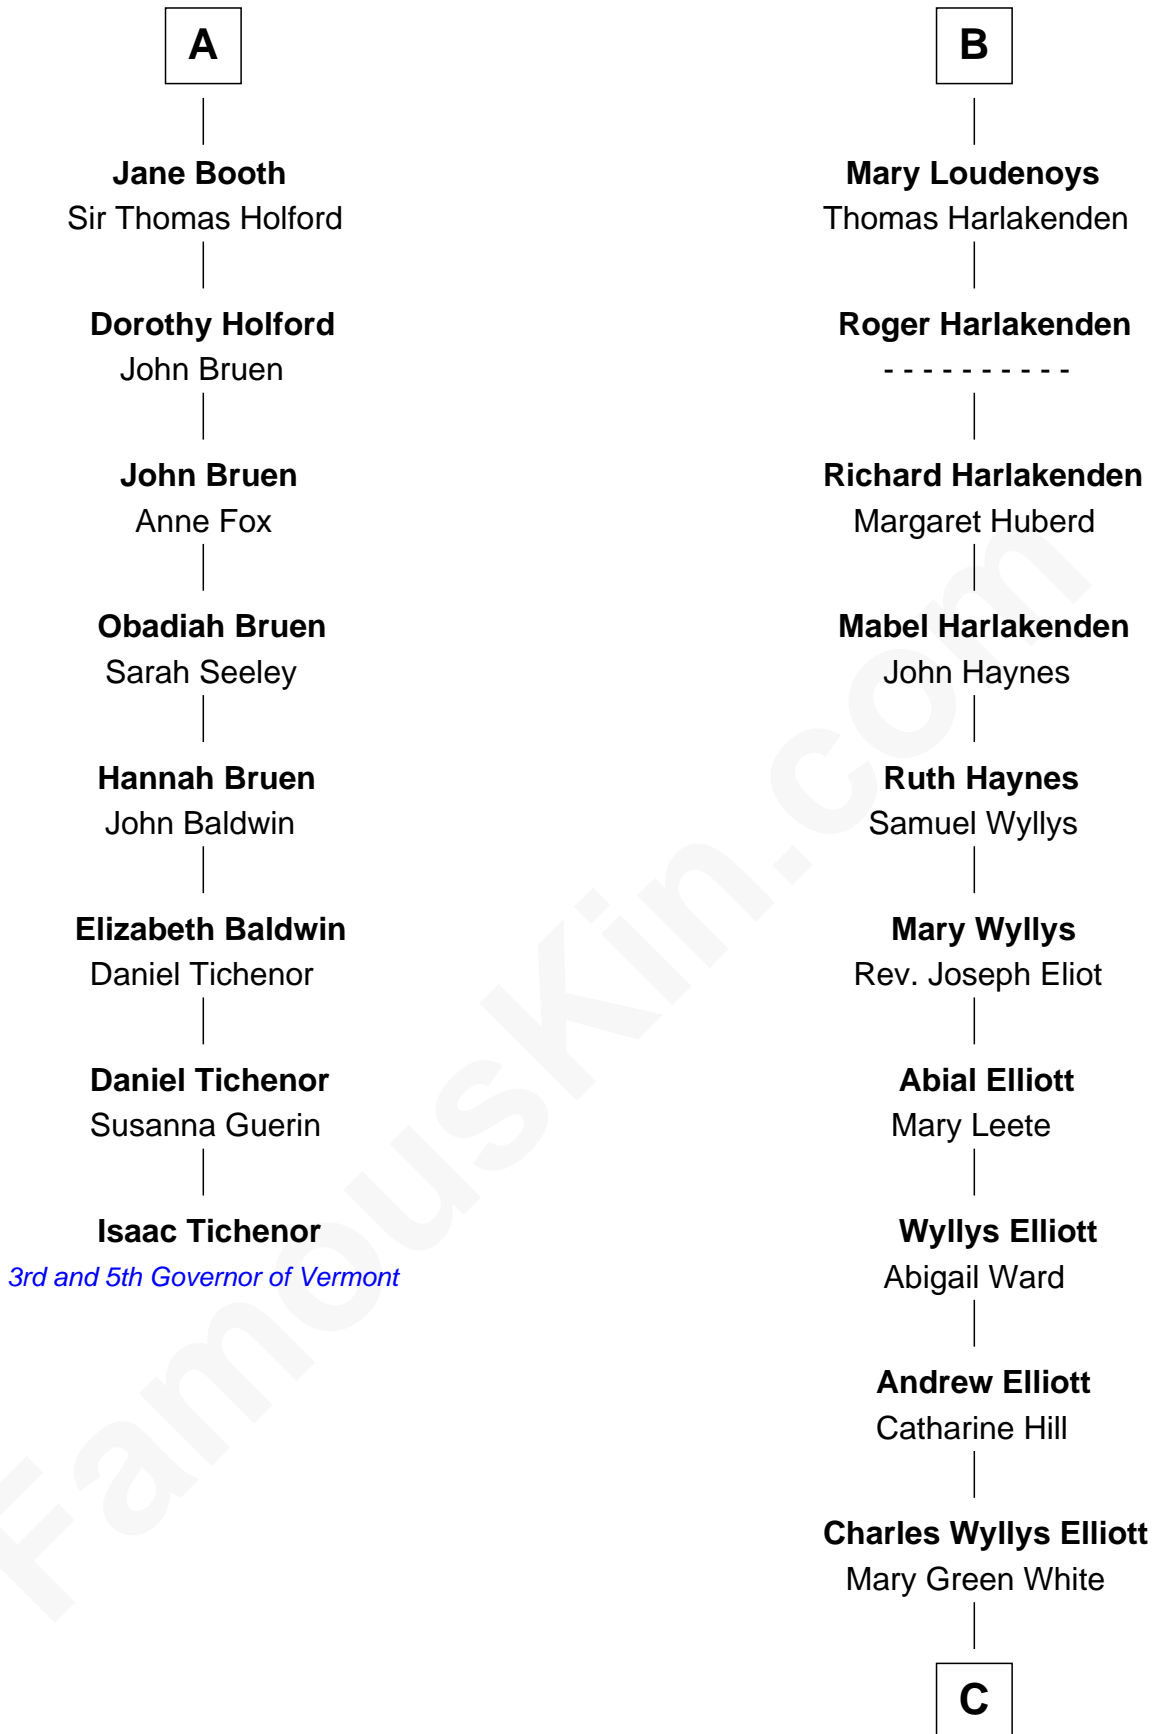 A
Jane Booth
Sir Thomas Holford
Dorothy Holford
John Bruen
John Bruen
Anne Fox
Obadiah Bruen
Sarah Seeley
Hannah Bruen
John Baldwin
Elizabeth Baldwin
Daniel Tichenor
Daniel Tichenor
Susanna Guerin
Isaac Tichenor
3rd and 5th Governor of Vermont
B
Mary Loudenoys
Thomas Harlakenden
Roger Harlakenden
- - - - - - - - - -
Richard Harlakenden
Margaret Huberd
Mabel Harlakenden
John Haynes
Ruth Haynes
Samuel Wyllys
Mary Wyllys
Rev. Joseph Eliot
Abial Elliott
Mary Leete
Wyllys Elliott
Abigail Ward
Andrew Elliott
Catharine Hill
Charles Wyllys Elliott
Mary Green White
C
FamousKin.com